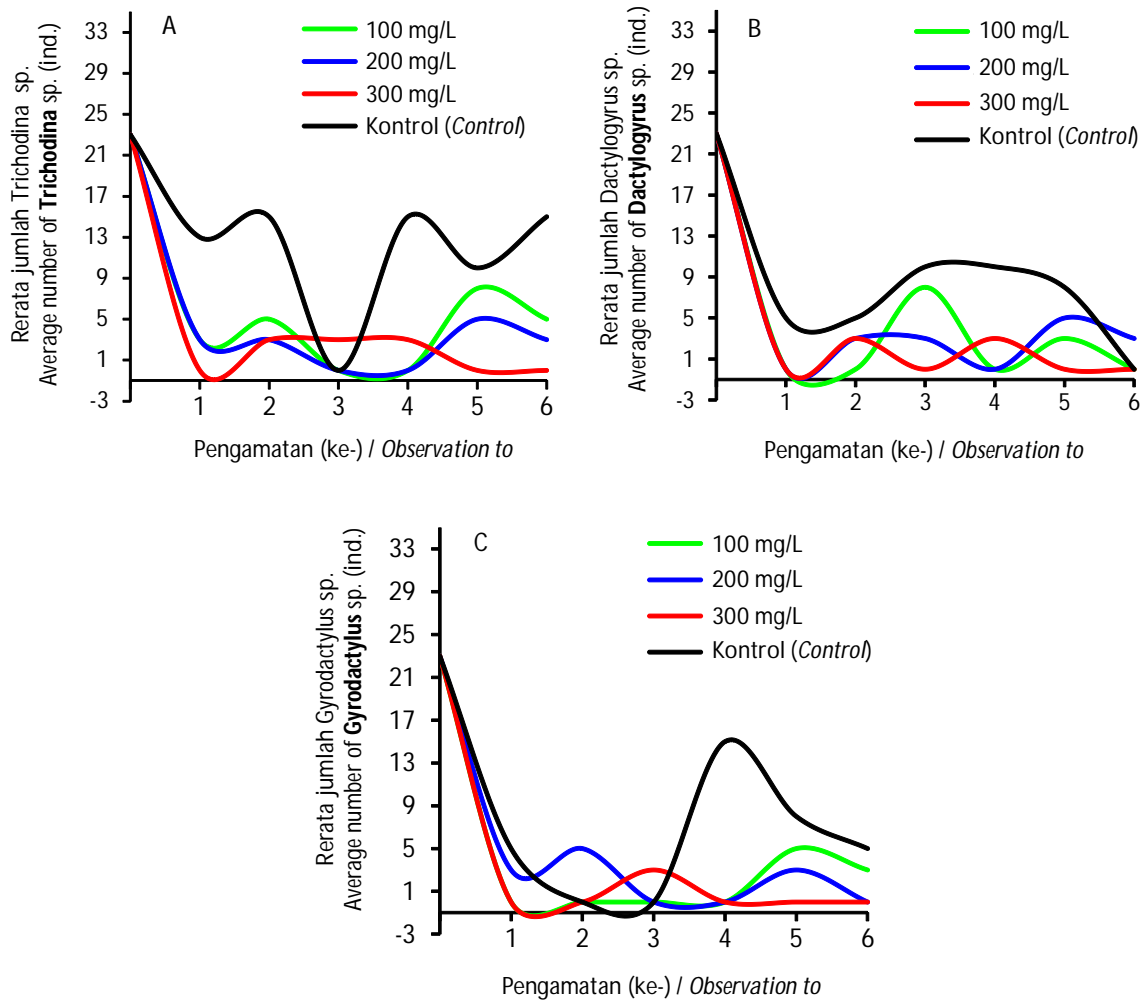 A
100 mg/L
200 mg/L
300 mg/L
Kontrol (Control)
Rerata jumlah Trichodina sp.
Average number of Trichodina sp. (ind.)
33
29
25
21
17
13
9
5
1
-3
1 2 3 4 5 6
Pengamatan (ke-) / Observation to
B
100 mg/L
200 mg/L
300 mg/L
Kontrol (Control)
Rerata jumlah Dactylogyrus sp.
Average number of Dactylogyrus sp. (ind.)
33
29
25
21
17
13
9
5
1
-3
1 2 3 4 5 6
Pengamatan (ke-) / Observation to
C
100 mg/L
200 mg/L
300 mg/L
Kontrol (Control)
Rerata jumlah Gyrodactylus sp.
Average number of Gyrodactylus sp. (ind.)
33
29
25
21
17
13
9
5
1
-3
1 2 3 4 5 6
Pengamatan (ke-) / Observation to